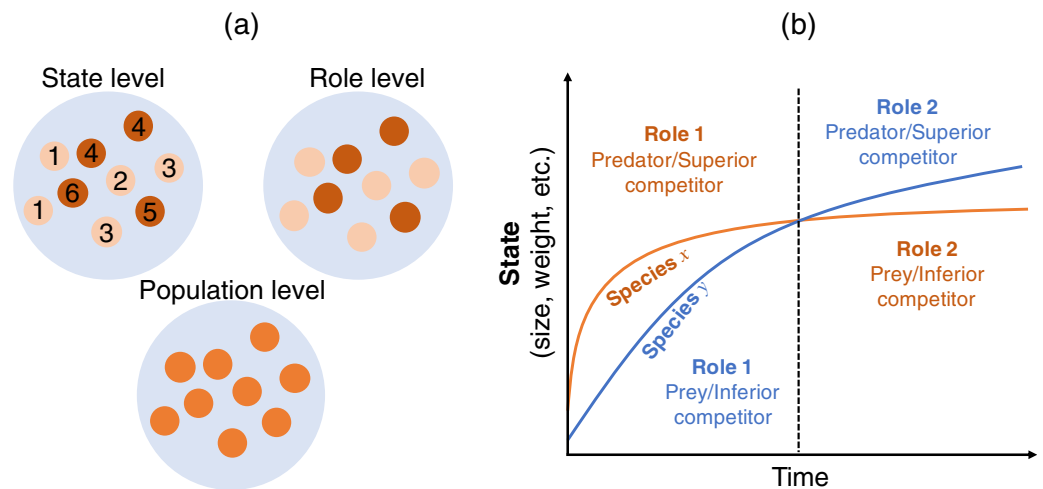 (a)
State level
4
1
4
3
2
6
1
5
3
Role level
Population level
(b)
State
(size, weight, etc.)
Role 1
Predator/Superior
competitor
Role 2
Predator/Superior
competitor
Species x
Species y
Role 2
Prey/Inferior
competitor
Role 1
Prey/Inferior
competitor
Time